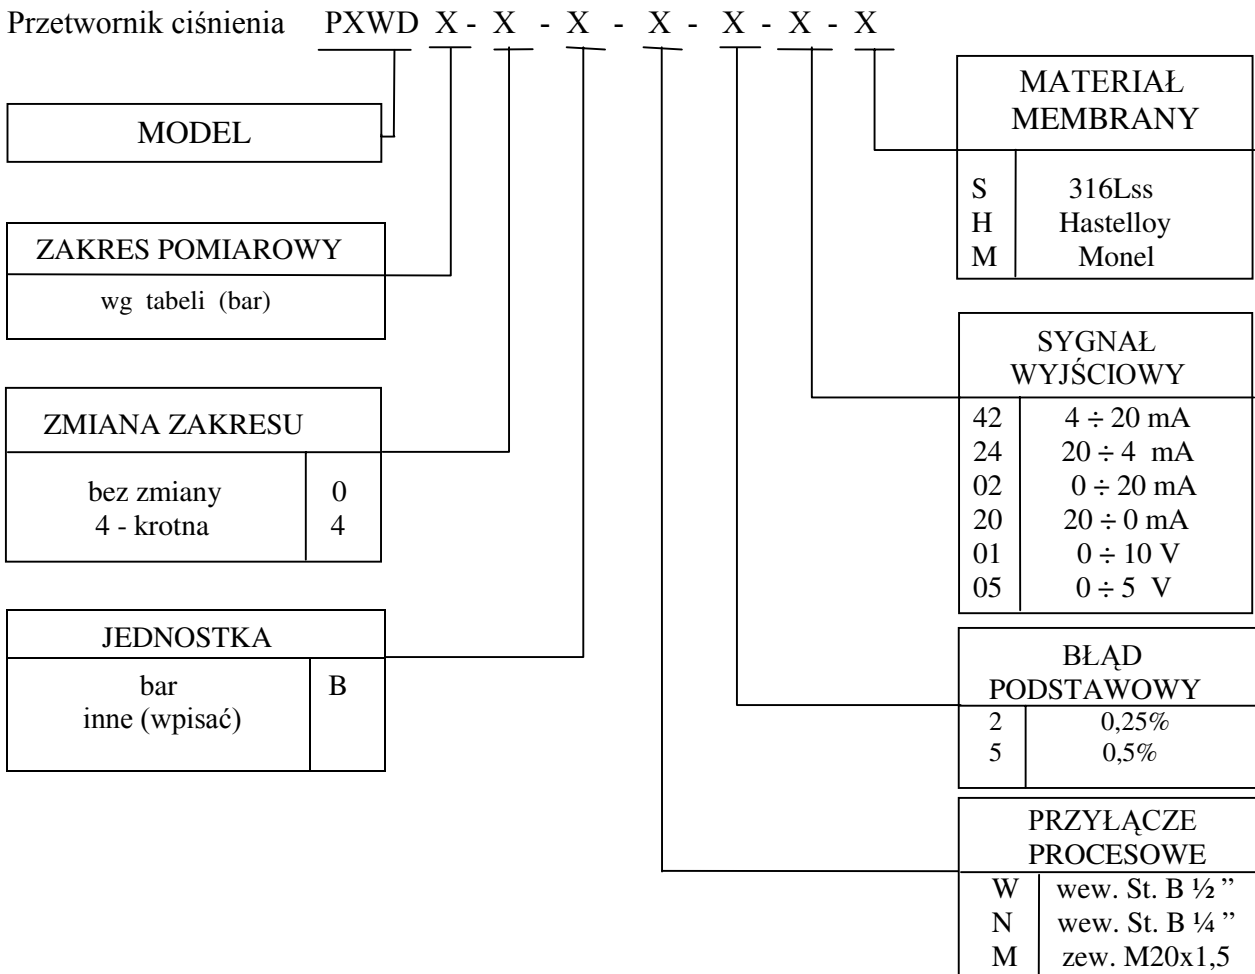 Przetwornik ciśnienia PXWD X - X - X - X - X - X - X
MODEL
ZAKRES POMIAROWY
wg tabeli (bar)
ZMIANA ZAKRESU
bez zmiany 0
4 - krotna 4
JEDNOSTKA
bar B
inne (wpisać)
MATERIAŁ
MEMBRANY
S 316Lss
H Hastelloy
M Monel
SYGNAŁ
WYJŚCIOWY
42 4 ÷ 20 mA
24 20 ÷ 4 mA
02 0 ÷ 20 mA
20 20 ÷ 0 mA
01 0 ÷ 10 V
05 0 ÷ 5 V
BŁĄD
PODSTAWOWY
2 0,25%
5 0,5%
PRZYŁĄCZE
PROCESOWE
W wew. St. B ½ ”
N wew. St. B ¼ ”
M zew. M20x1,5